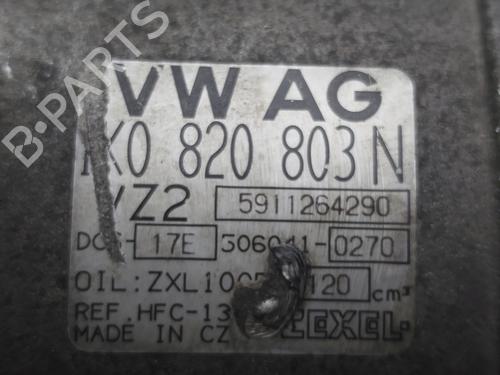 VW AG
1K0 820 803 N
VZ2 5911264290
DCS-17E 506041-0270
OIL: 120 cm³
REF. HFC-13
MADE IN CZ
B-PARTS